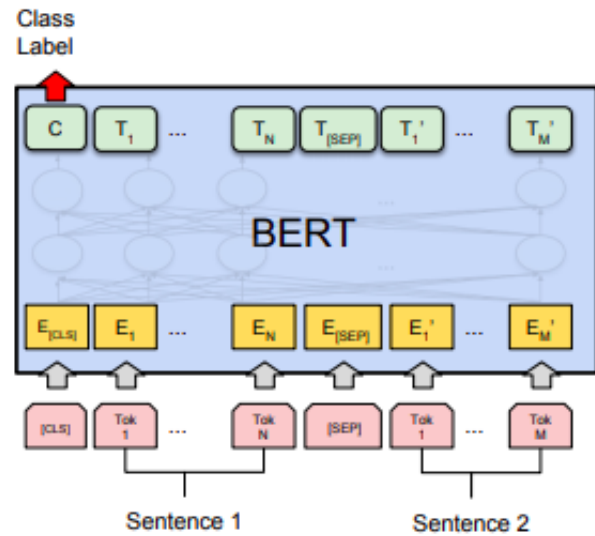 Class
Label
C T1 ... TN T[SEP] T1' ... TM'
...
BERT
...
E[CLS] E1 ... EN E[SEP] E1' ... EM'
[CLS] Tok 1 ... Tok N [SEP] Tok 1 ... Tok M
Sentence 1 Sentence 2